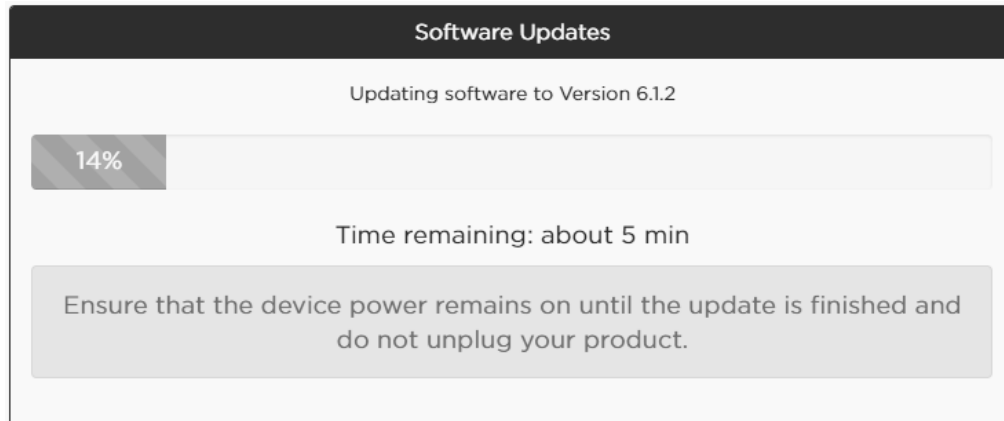 Software Updates
Updating software to Version 6.1.2
14%
Time remaining: about 5 min
Ensure that the device power remains on until the update is finished and
do not unplug your product.